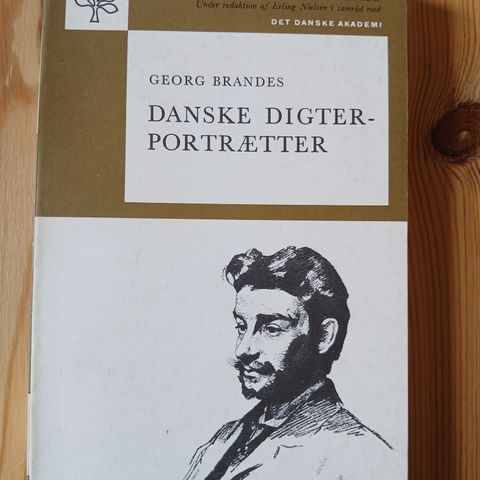 Under redaktion af Erling Nielsen i samråd med
DET DANSKE AKADEMI
GEORG BRANDES
DANSKE DIGTER-
PORTRÆTTER